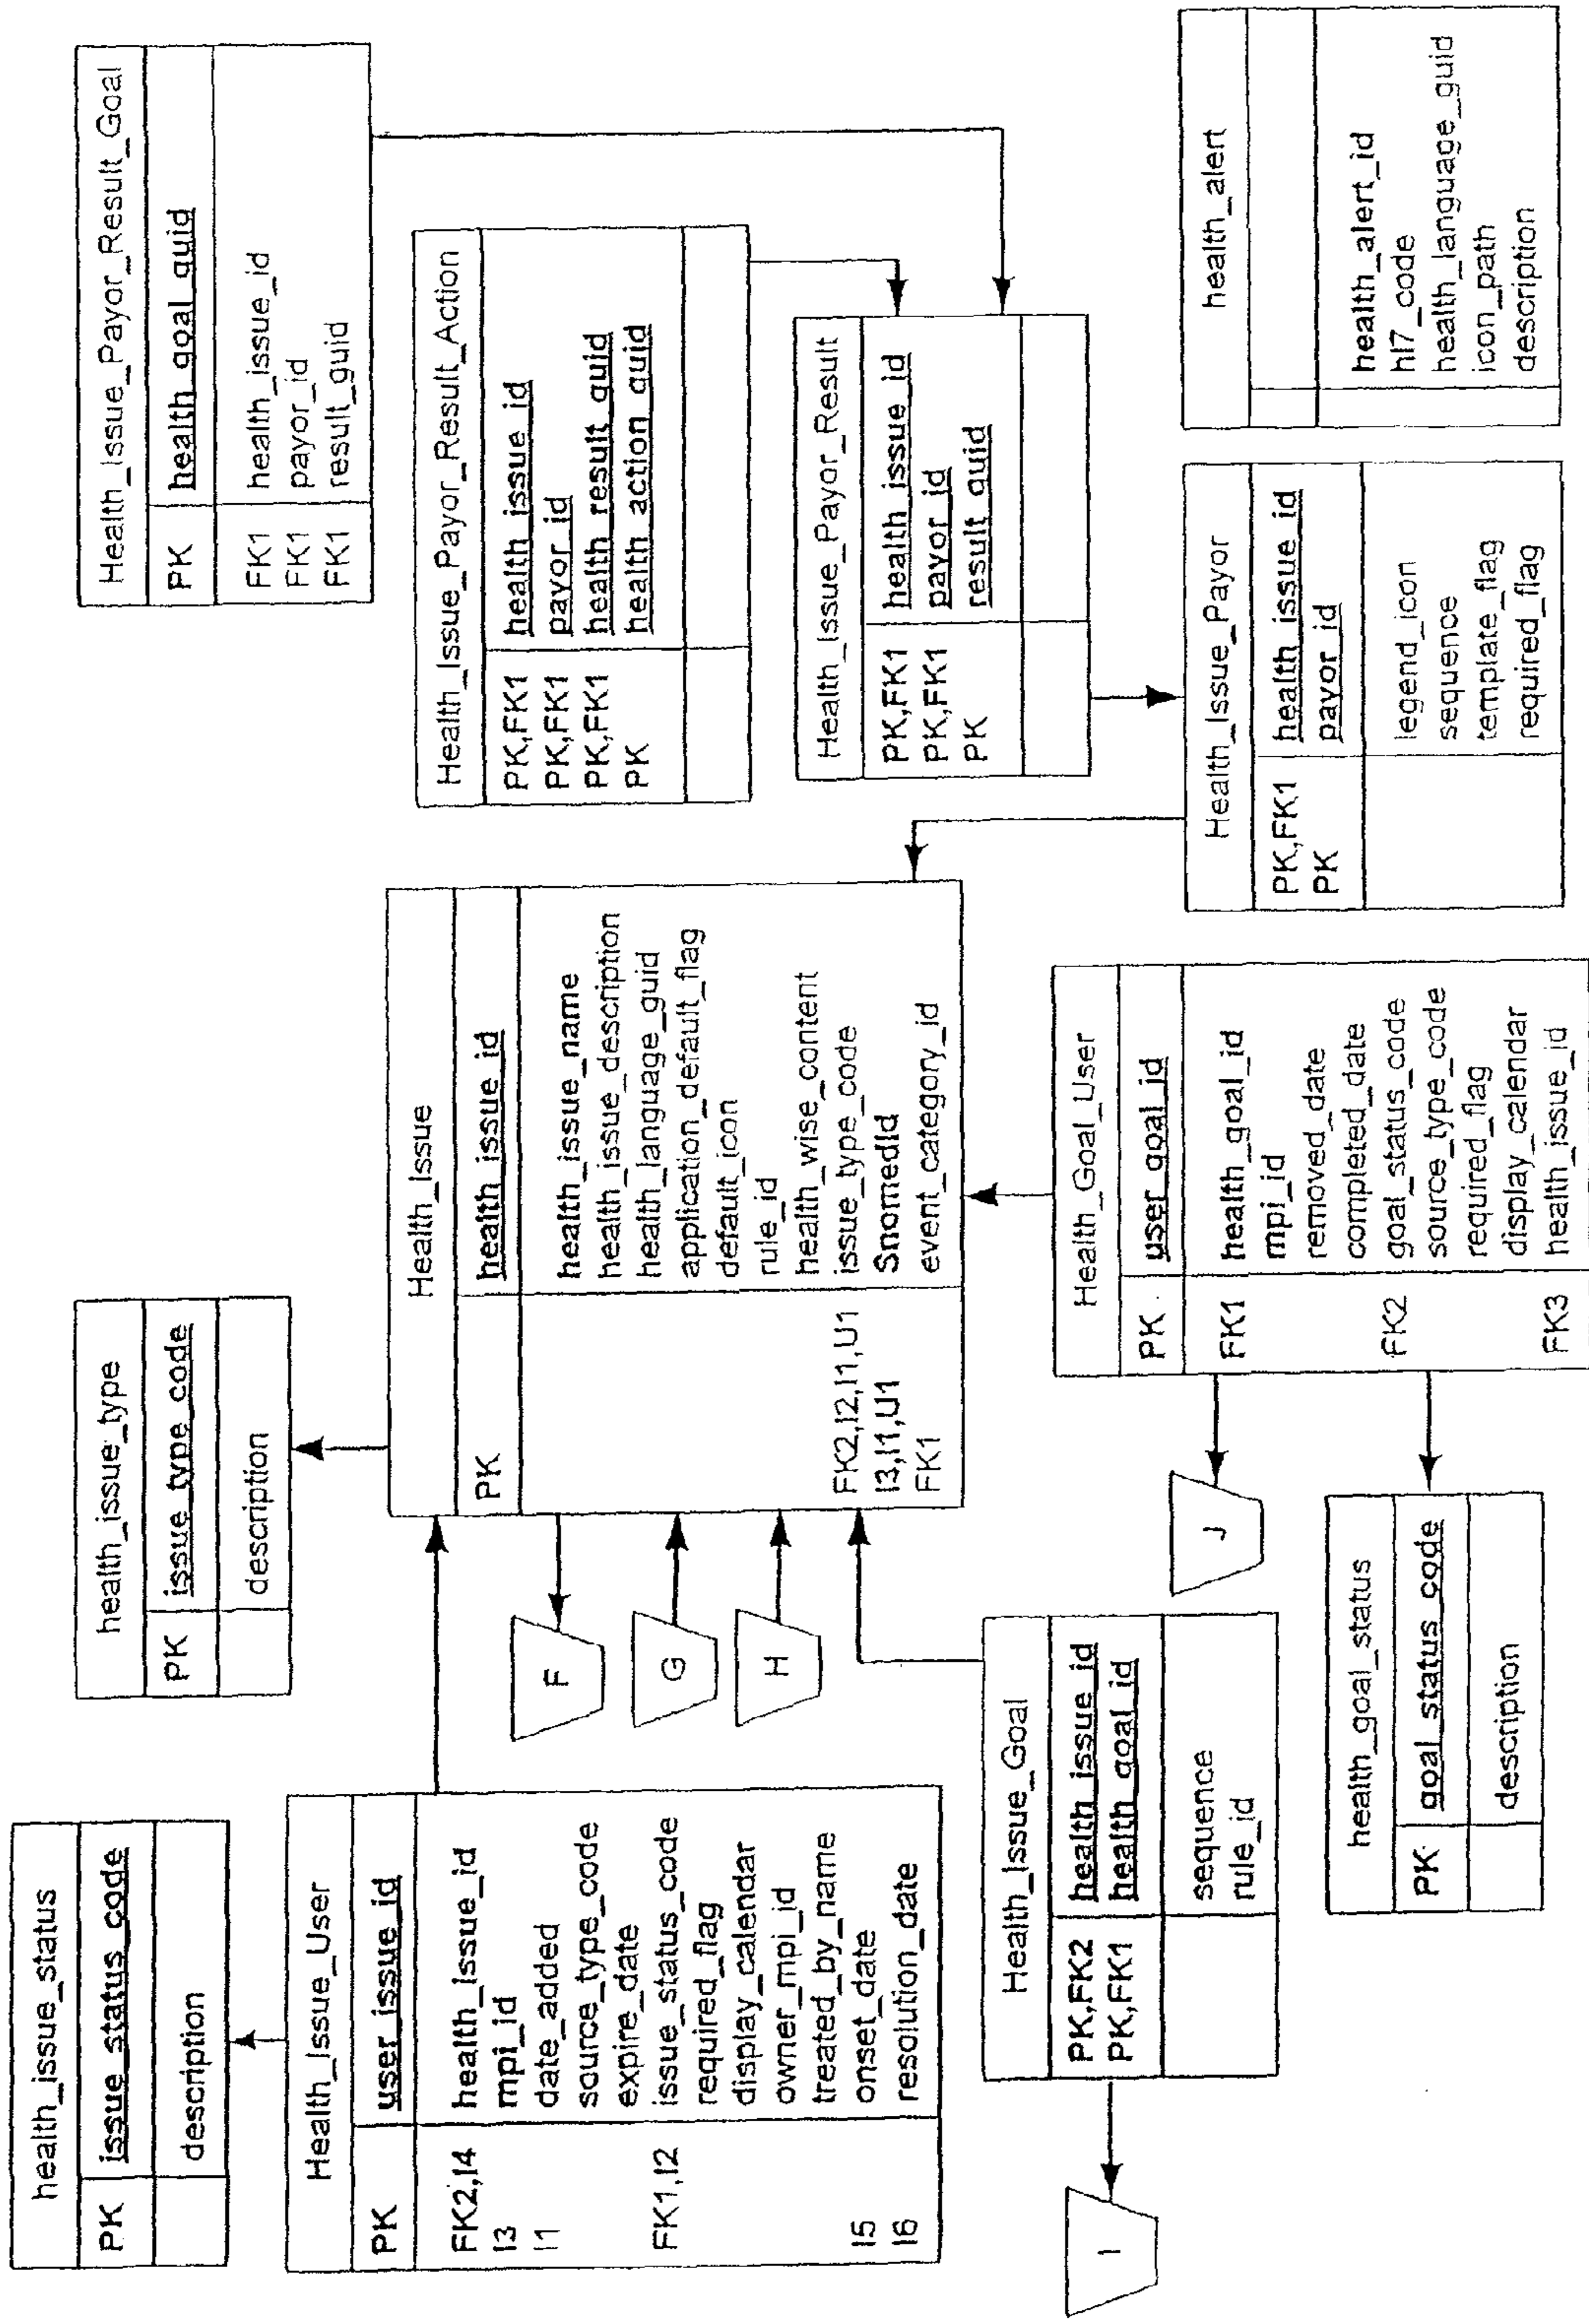 health_issue_status
PK issue_status_code
description
Health_Issue_User
PK user_issue_id
FK2,I4 health_issue_id
I3 mpi_id
I1 date_added
source_type_code
expire_date
FK1,I2 issue_status_code
required_flag
display_calendar
owner_mpi_id
treated_by_name
I5 onset_date
I6 resolution_date
health_issue_type
PK issue_type_code
description
Health_Issue
PK health_issue_id
health_issue_name
health_issue_description
health_language_guid
application_default_flag
default_icon
rule_id
health_wise_content
FK2,I2,I1,U1 issue_type_code
I3,I1,U1 SnomedId
FK1 event_category_id
F
G
H
Health_Issue_Goal
PK,FK2 health_issue_id
PK,FK1 health_goal_id
sequence
rule_id
I
health_goal_status
PK goal_status_code
description
J
Health_Goal_User
PK user_goal_id
FK1 health_goal_id
mpi_id
removed_date
completed_date
FK2 goal_status_code
source_type_code
required_flag
display_calendar
FK3 health_issue_id
Health_Issue_Payor_Result_Goal
PK health_goal_guid
FK1 health_issue_id
FK1 payor_id
FK1 result_guid
Health_Issue_Payor_Result_Action
PK,FK1 health_issue_id
PK,FK1 payor_id
PK,FK1 health_result_guid
PK health_action_guid
Health_Issue_Payor_Result
PK,FK1 health_issue_id
PK,FK1 payor_id
PK result_guid
Health_Issue_Payor
PK,FK1 health_issue_id
PK payor_id
legend_icon
sequence
template_flag
required_flag
health_alert
health_alert_id
hl7_code
health_language_guid
icon_path
description